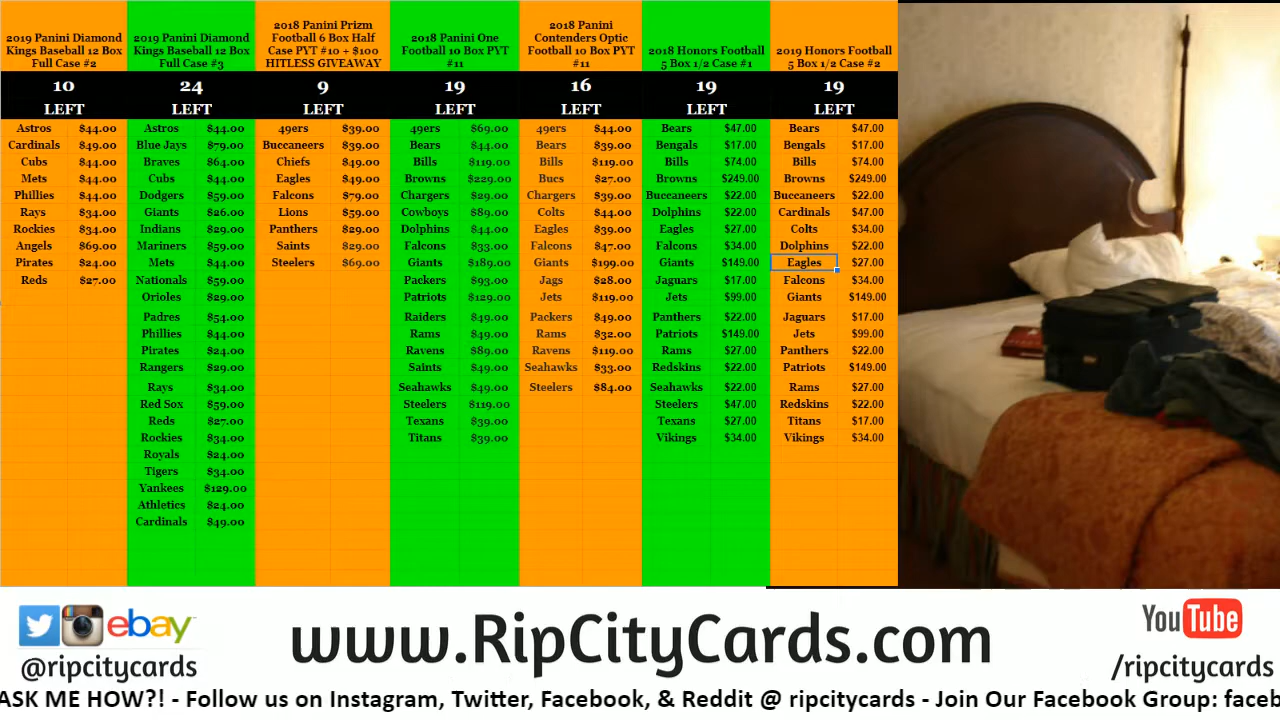 2019 Panini Diamond
Kings Baseball 12 Box
Full Case #2
10
LEFT
Astros $44.00
Cardinals $49.00
Cubs $44.00
Mets $44.00
Phillies $44.00
Rays $34.00
Rockies $34.00
Angels $69.00
Pirates $24.00
Reds $27.00
2019 Panini Diamond
Kings Baseball 12 Box
Full Case #3
24
LEFT
Astros $44.00
Blue Jays $79.00
Braves $64.00
Cubs $44.00
Dodgers $59.00
Giants $26.00
Indians $29.00
Mariners $59.00
Mets $44.00
Nationals $59.00
Orioles $29.00
Padres $54.00
Phillies $44.00
Pirates $24.00
Rangers $29.00
Rays $34.00
Red Sox $59.00
Reds $27.00
Rockies $34.00
Royals $24.00
Tigers $34.00
Yankees $129.00
Athletics $24.00
Cardinals $49.00
2018 Panini Prizm
Football 6 Box Half
Case PYT #10 + $100
HITLESS GIVEAWAY
9
LEFT
49ers $39.00
Buccaneers $39.00
Chiefs $49.00
Eagles $49.00
Falcons $79.00
Lions $59.00
Panthers $29.00
Saints $29.00
Steelers $69.00
2018 Panini One
Football 10 Box PYT
#11
19
LEFT
49ers $69.00
Bears $44.00
Bills $119.00
Browns $229.00
Chargers $29.00
Cowboys $89.00
Dolphins $44.00
Falcons $33.00
Giants $189.00
Packers $93.00
Patriots $129.00
Raiders $49.00
Rams $49.00
Ravens $89.00
Saints $49.00
Seahawks $49.00
Steelers $119.00
Texans $39.00
Titans $39.00
2018 Panini
Contenders Optic
Football 10 Box PYT
#11
16
LEFT
49ers $44.00
Bears $39.00
Bills $119.00
Bucs $27.00
Chargers $39.00
Colts $44.00
Eagles $39.00
Falcons $47.00
Giants $199.00
Jags $28.00
Jets $119.00
Packers $49.00
Rams $32.00
Ravens $119.00
Seahawks $33.00
Steelers $84.00
2018 Honors Football
5 Box 1/2 Case #1
19
LEFT
Bears $47.00
Bengals $17.00
Bills $74.00
Browns $249.00
Buccaneers $22.00
Dolphins $22.00
Eagles $27.00
Falcons $34.00
Giants $149.00
Jaguars $17.00
Jets $99.00
Panthers $22.00
Patriots $149.00
Rams $27.00
Redskins $22.00
Seahawks $22.00
Steelers $47.00
Texans $27.00
Vikings $34.00
2019 Honors Football
5 Box 1/2 Case #2
19
LEFT
Bears $47.00
Bengals $17.00
Bills $74.00
Browns $249.00
Buccaneers $22.00
Cardinals $47.00
Colts $34.00
Dolphins $22.00
Eagles $27.00
Falcons $34.00
Giants $149.00
Jaguars $17.00
Jets $99.00
Panthers $22.00
Patriots $149.00
Rams $27.00
Redskins $22.00
Titans $17.00
Vikings $34.00
ebay
@ripcitycards
www.RipCityCards.com
YouTube
/ripcitycards
ASK ME HOW?! - Follow us on Instagram, Twitter, Facebook, & Reddit @ ripcitycards - Join Our Facebook Group: faceb